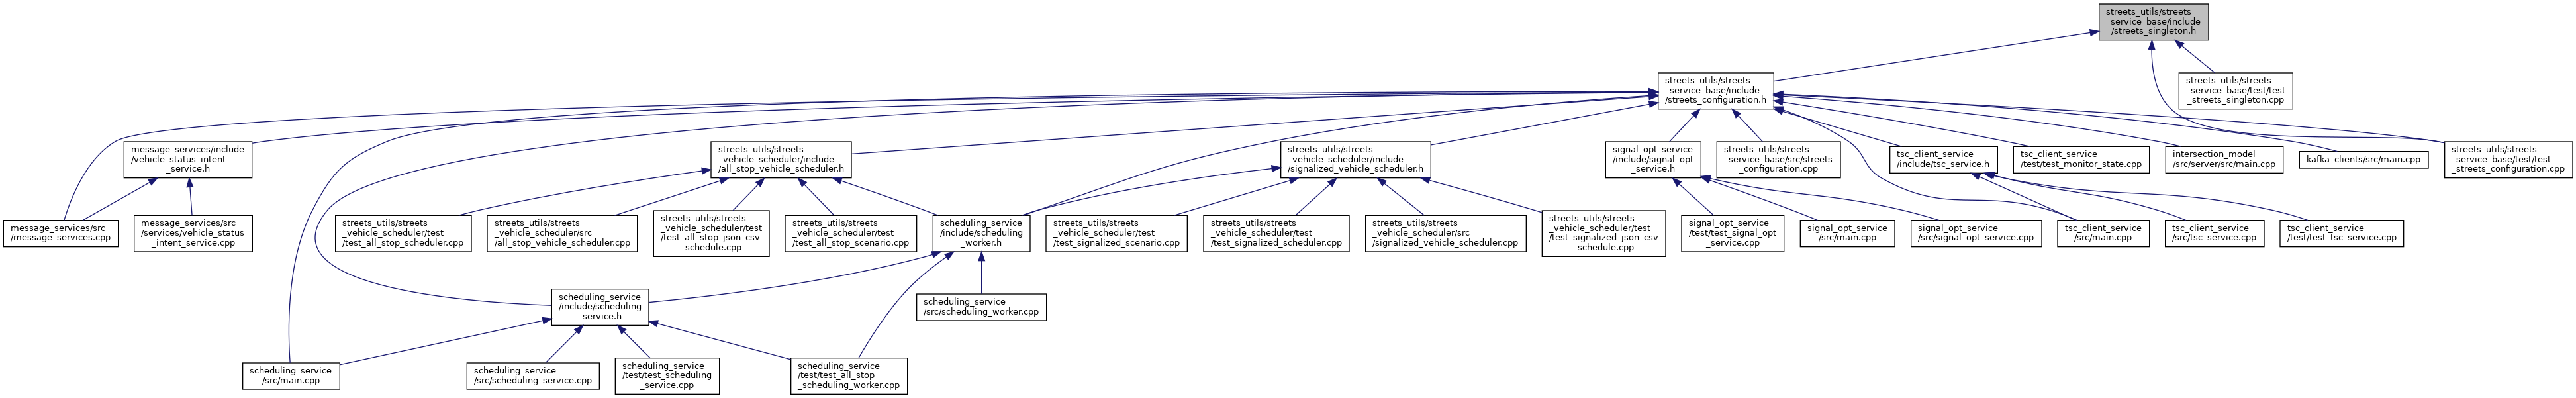 streets_utils/streets
_service_base/include
/streets_singleton.h
streets_utils/streets
_service_base/include
/streets_configuration.h
streets_utils/streets
_service_base/test/test
_streets_singleton.cpp
message_services/include
/vehicle_status_intent
_service.h
streets_utils/streets
_vehicle_scheduler/include
/all_stop_vehicle_scheduler.h
streets_utils/streets
_vehicle_scheduler/include
/signalized_vehicle_scheduler.h
signal_opt_service
/include/signal_opt
_service.h
streets_utils/streets
_service_base/src/streets
_configuration.cpp
tsc_client_service
/include/tsc_service.h
tsc_client_service
/test/test_monitor_state.cpp
intersection_model
/src/server/src/main.cpp
kafka_clients/src/main.cpp
streets_utils/streets
_service_base/test/test
_streets_configuration.cpp
message_services/src
/message_services.cpp
message_services/src
/services/vehicle_status
_intent_service.cpp
streets_utils/streets
_vehicle_scheduler/test
/test_all_stop_scheduler.cpp
streets_utils/streets
_vehicle_scheduler/src
/all_stop_vehicle_scheduler.cpp
streets_utils/streets
_vehicle_scheduler/test
/test_all_stop_json_csv
_schedule.cpp
streets_utils/streets
_vehicle_scheduler/test
/test_all_stop_scenario.cpp
scheduling_service
/include/scheduling
_worker.h
streets_utils/streets
_vehicle_scheduler/test
/test_signalized_scenario.cpp
streets_utils/streets
_vehicle_scheduler/test
/test_signalized_scheduler.cpp
streets_utils/streets
_vehicle_scheduler/src
/signalized_vehicle_scheduler.cpp
streets_utils/streets
_vehicle_scheduler/test
/test_signalized_json_csv
_schedule.cpp
signal_opt_service
/test/test_signal_opt
_service.cpp
signal_opt_service
/src/main.cpp
signal_opt_service
/src/signal_opt_service.cpp
tsc_client_service
/src/main.cpp
tsc_client_service
/src/tsc_service.cpp
tsc_client_service
/test/test_tsc_service.cpp
scheduling_service
/include/scheduling
_service.h
scheduling_service
/src/scheduling_worker.cpp
scheduling_service
/src/main.cpp
scheduling_service
/src/scheduling_service.cpp
scheduling_service
/test/test_scheduling
_service.cpp
scheduling_service
/test/test_all_stop
_scheduling_worker.cpp